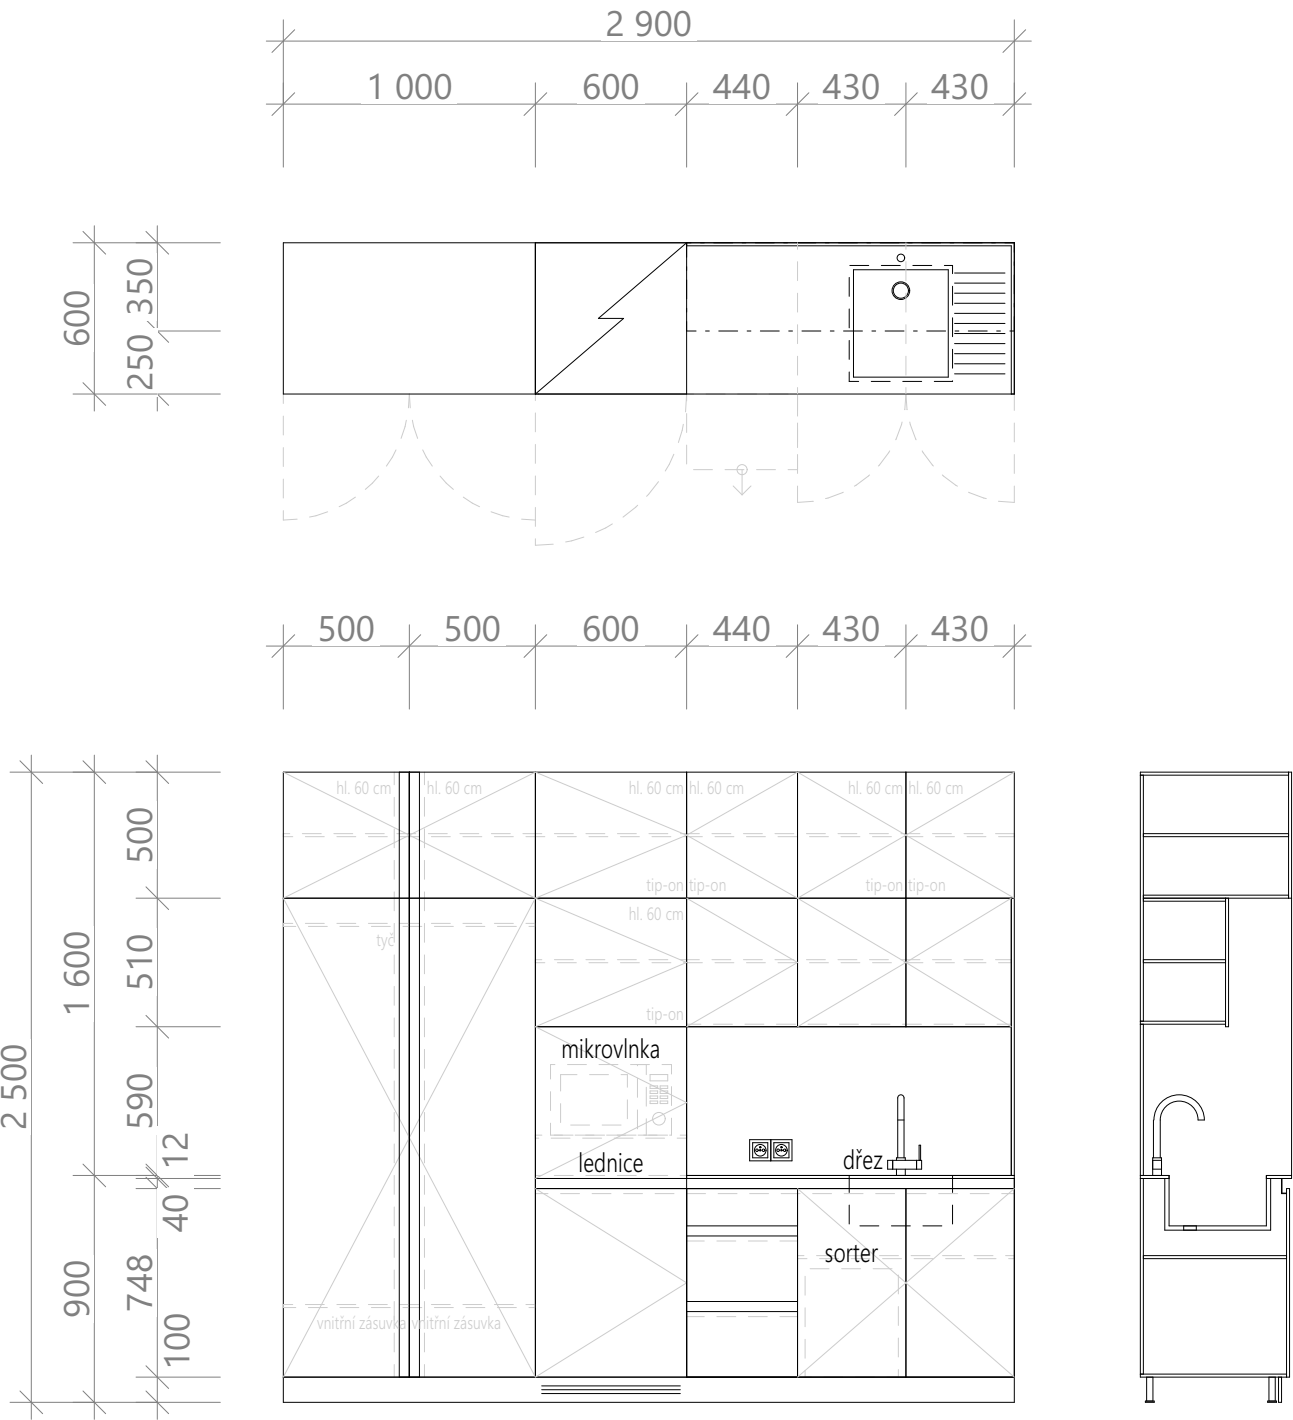 2 900
1 000 600 440 430 430
600
350
250
500 500 600 440 430 430
2 500
1 600
900
500
510
590
12
40
748
100
hl. 60 cm hl. 60 cm hl. 60 cm hl. 60 cm hl. 60 cm hl. 60 cm
tip-on tip-on tip-on tip-on
hl. 60 cm
tyč
tip-on
mikrovlnka
lednice
dřez
sorter
vnitřní zásuvka vnitřní zásuvka